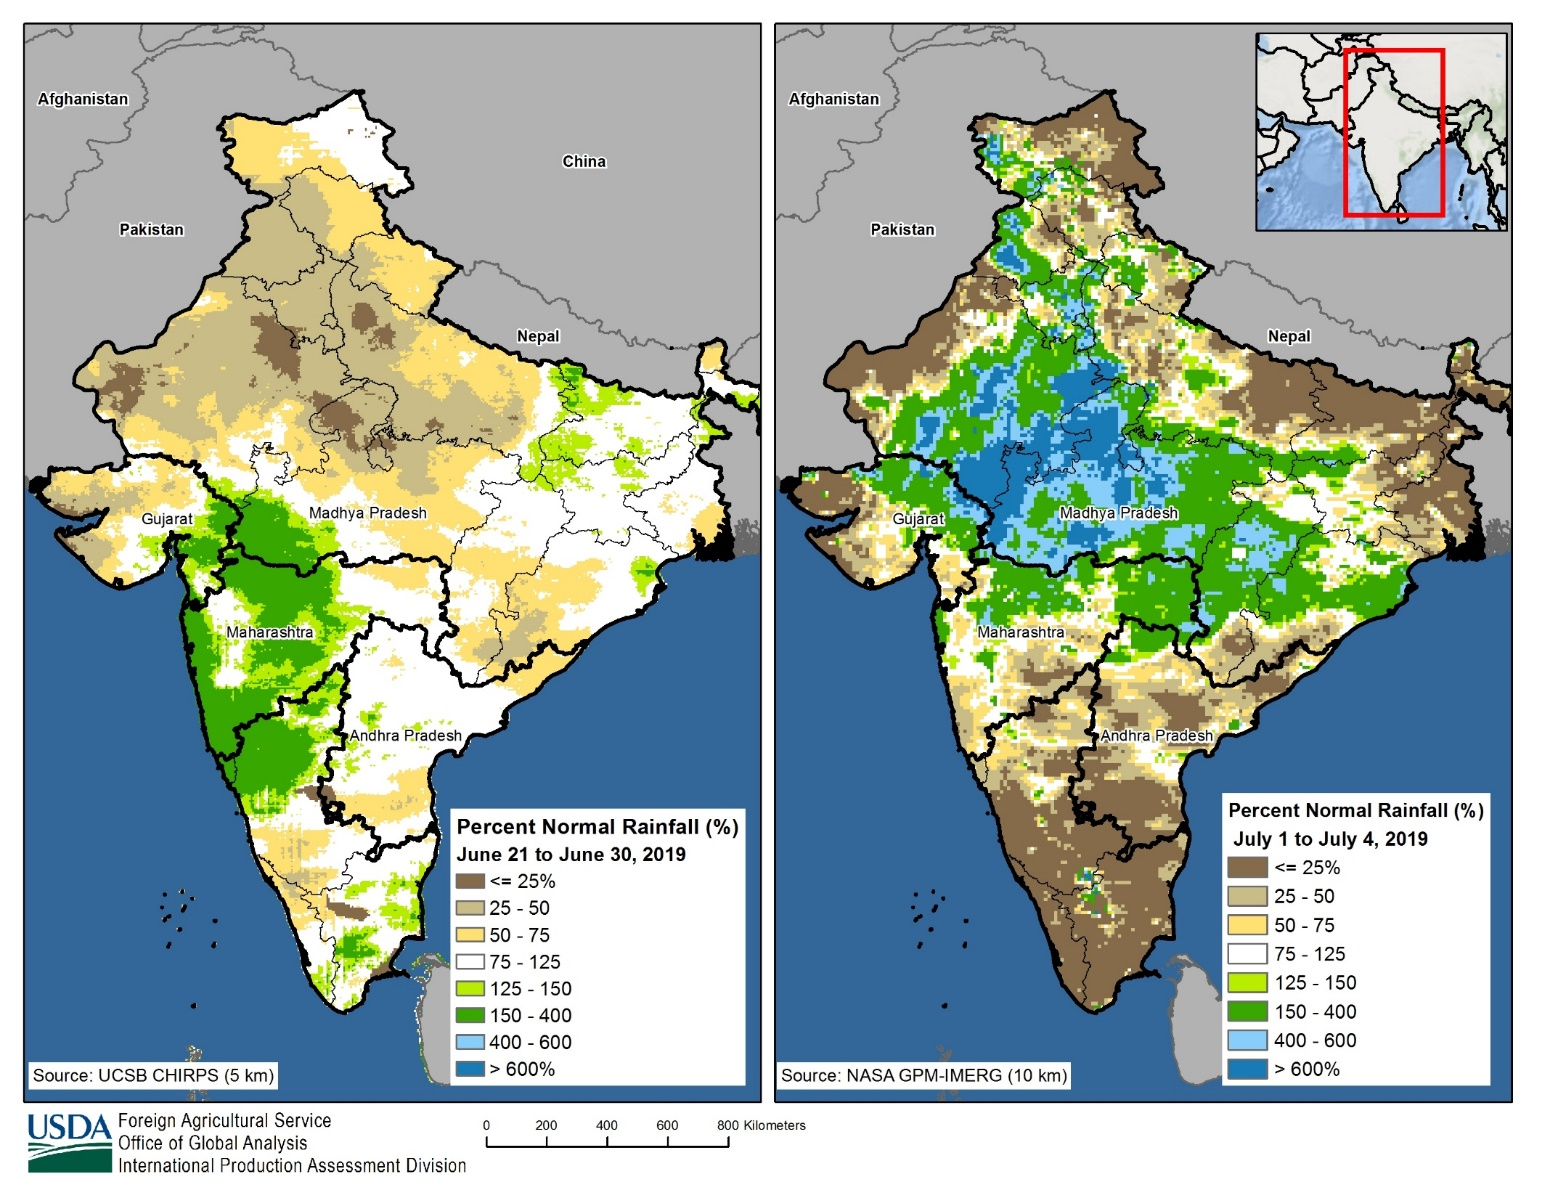 Afghanistan
China
Pakistan
Nepal
Gujarat
Madhya Pradesh
Maharashtra
Andhra Pradesh
Percent Normal Rainfall (%)
June 21 to June 30, 2019
<= 25%
25 - 50
50 - 75
75 - 125
125 - 150
150 - 400
400 - 600
> 600%
Source: UCSB CHIRPS (5 km)
Afghanistan
Pakistan
Nepal
Gujarat
Madhya Pradesh
Maharashtra
Andhra Pradesh
Percent Normal Rainfall (%)
July 1 to July 4, 2019
<= 25%
25 - 50
50 - 75
75 - 125
125 - 150
150 - 400
400 - 600
> 600%
Source: NASA GPM-IMERG (10 km)
USDA
Foreign Agricultural Service
Office of Global Analysis
International Production Assessment Division
0 200 400 600 800 Kilometers